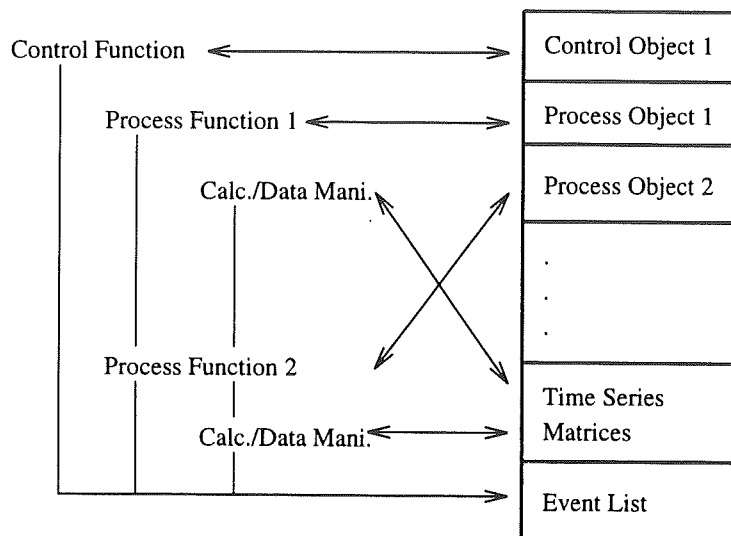 Control Function
Control Object 1
Process Function 1
Process Object 1
Calc./Data Mani.
Process Object 2
.
.
.
Process Function 2
Time Series
Matrices
Calc./Data Mani.
Event List